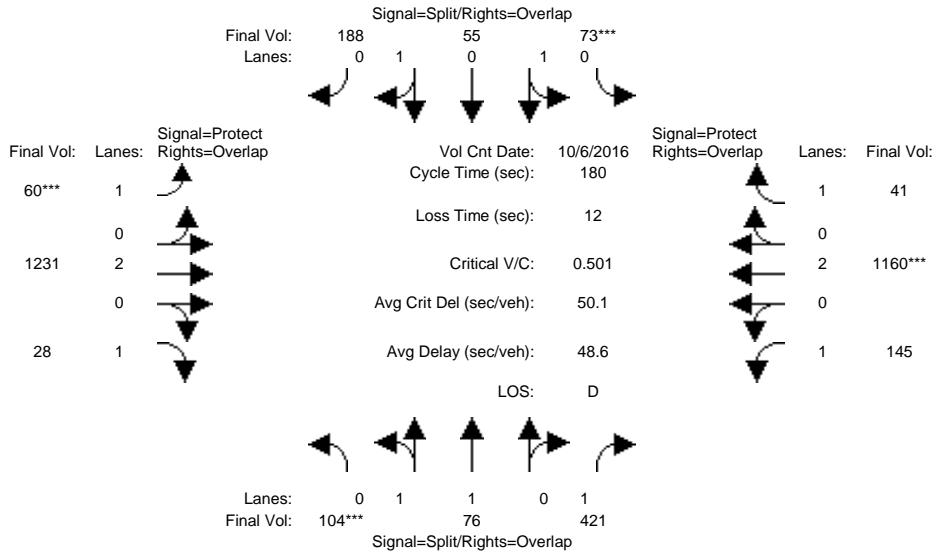 Signal=Split/Rights=Overlap
Final Vol: 188 55 73***
Lanes: 0 1 0 1 0
Signal=Protect
Final Vol: Lanes: Rights=Overlap
Vol Cnt Date: 10/6/2016
Signal=Protect
Rights=Overlap Lanes: Final Vol:
Cycle Time (sec): 180
60*** 1
1 41
Loss Time (sec): 12
0
0
1231 2
Critical V/C: 0.501
2 1160***
0
Avg Crit Del (sec/veh): 50.1
0
28 1
Avg Delay (sec/veh): 48.6
1 145
LOS: D
Lanes: 0 1 1 0 1
Final Vol: 104*** 76 421
Signal=Split/Rights=Overlap